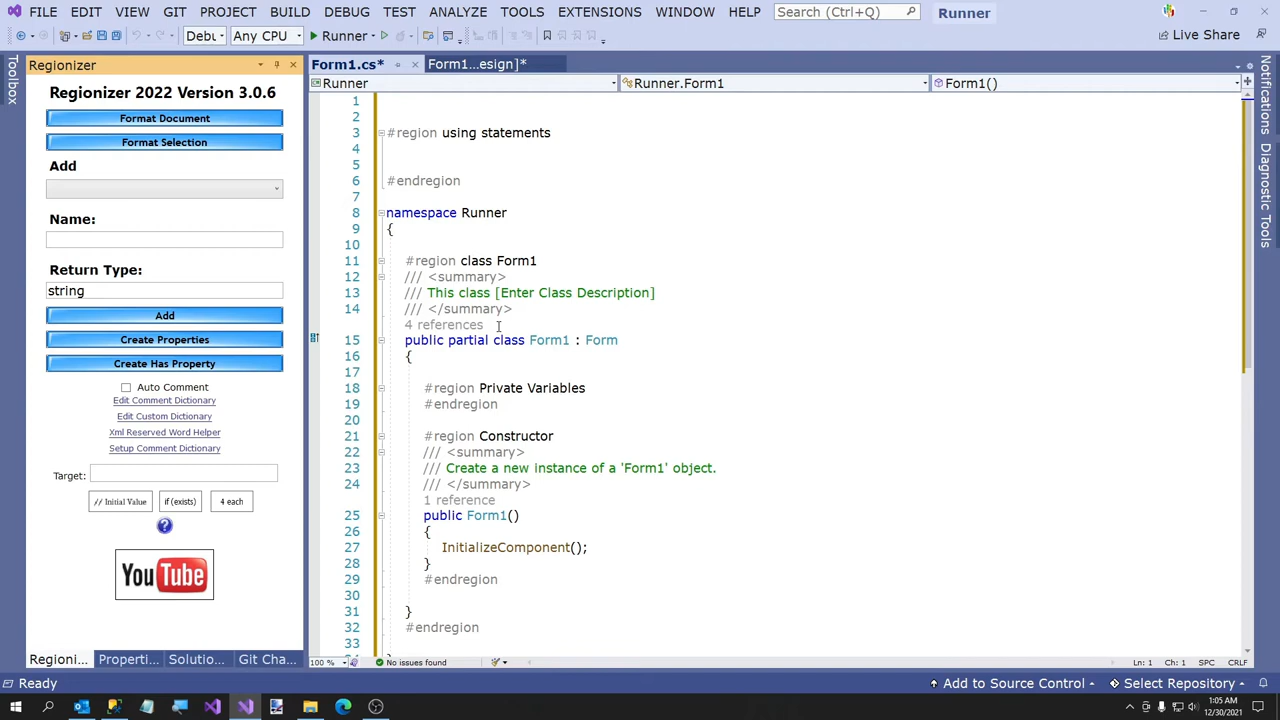 FILE EDIT VIEW GIT PROJECT BUILD DEBUG TEST ANALYZE TOOLS EXTENSIONS WINDOW HELP Search (Ctrl+Q) Runner
Debu Any CPU Runner Live Share
Toolbox
Regionizer
Regionizer 2022 Version 3.0.6
Format Document
Format Selection
Add
Name:
Return Type:
string
Add
Create Properties
Create Has Property
Auto Comment
Edit Comment Dictionary
Edit Custom Dictionary
Xml Reserved Word Helper
Setup Comment Dictionary
Target:
// Initial Value if (exists) 4 each
?
YouTube
Regioni... Properti... Solutio... Git Cha...
Form1.cs* Form1...esign]*
Runner Runner.Form1 Form1()
1
2
3 #region using statements
4
5
6 #endregion
7
8 namespace Runner
9 {
10
11 #region class Form1
12 /// <summary>
13 /// This class [Enter Class Description]
14 /// </summary>
4 references
15 public partial class Form1 : Form
16 {
17
18 #region Private Variables
19 #endregion
20
21 #region Constructor
22 /// <summary>
23 /// Create a new instance of a 'Form1' object.
24 /// </summary>
1 reference
25 public Form1()
26 {
27 InitializeComponent();
28 }
29 #endregion
30
31 }
32 #endregion
33
100 % No issues found Ln: 1 Ch: 1 SPC CRLF
Notifications
Diagnostic Tools
Ready Add to Source Control Select Repository
1:05 AM
12/30/2021